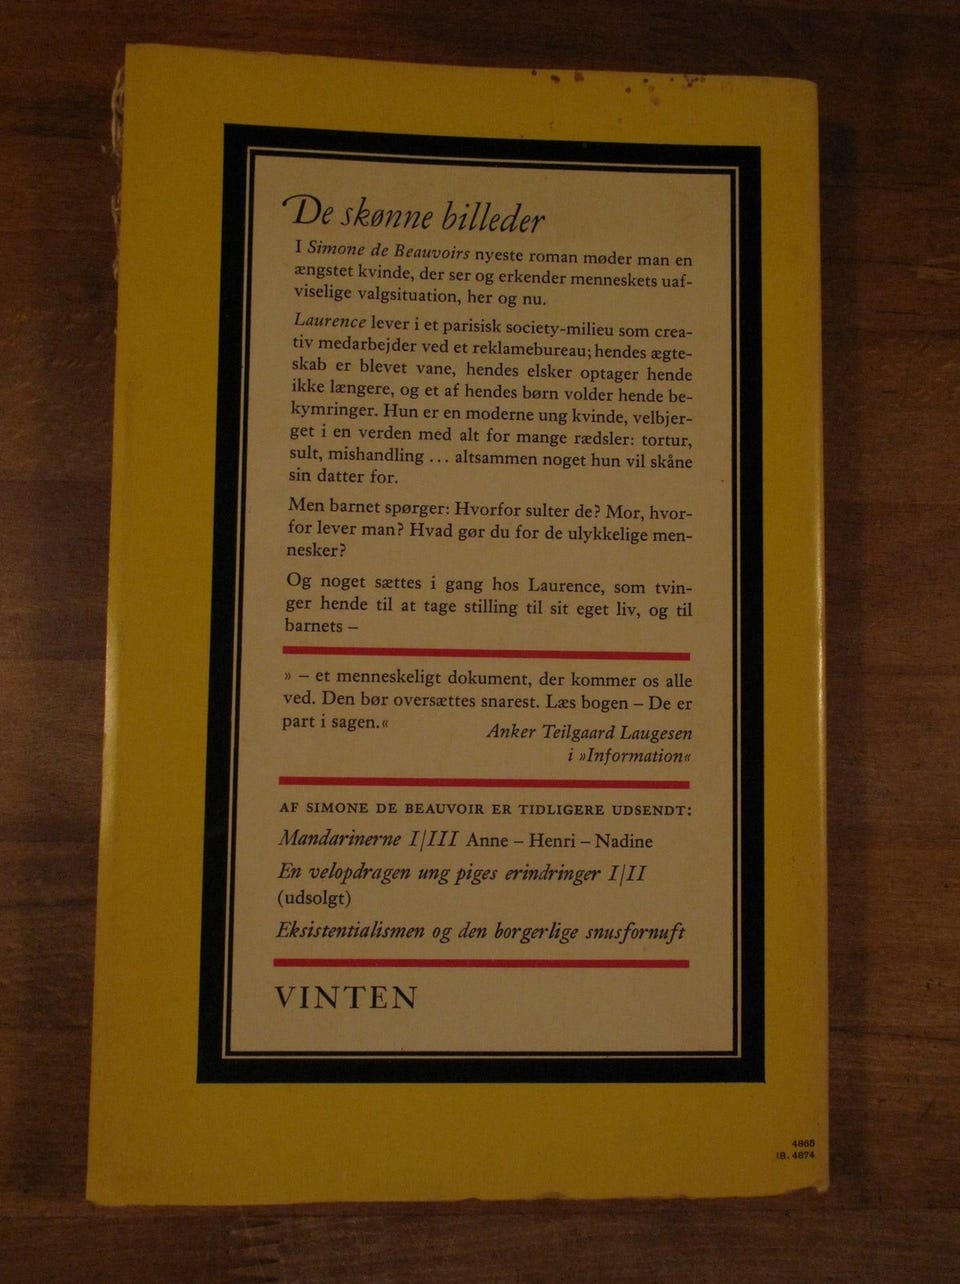 De skønne billeder
I Simone de Beauvoirs nyeste roman møder man en
ængstet kvinde, der ser og erkender menneskets uaf-
viselige valgsituation, her og nu.
Laurence lever i et parisisk society-milieu som crea-
tiv medarbejder ved et reklamebureau; hendes ægte-
skab er blevet vane, hendes elsker optager hende
ikke længere, og et af hendes børn volder hende be-
kymringer. Hun er en moderne ung kvinde, velbjer-
get i en verden med alt for mange rædsler: tortur,
sult, mishandling ... altsammen noget hun vil skåne
sin datter for.
Men barnet spørger: Hvorfor sulter de? Mor, hvor-
for lever man? Hvad gør du for de ulykkelige men-
nesker?
Og noget sættes i gang hos Laurence, som tvin-
ger hende til at tage stilling til sit eget liv, og til
barnets –
» – et menneskeligt dokument, der kommer os alle
ved. Den bør oversættes snarest. Læs bogen – De er
part i sagen.«
Anker Teilgaard Laugesen
i »Information«
AF SIMONE DE BEAUVOIR ER TIDLIGERE UDSENDT:
Mandarinerne I/III Anne – Henri – Nadine
En velopdragen ung piges erindringer I/II
(udsolgt)
Eksistentialismen og den borgerlige snusfornuft
VINTEN
4865
IB. 4874